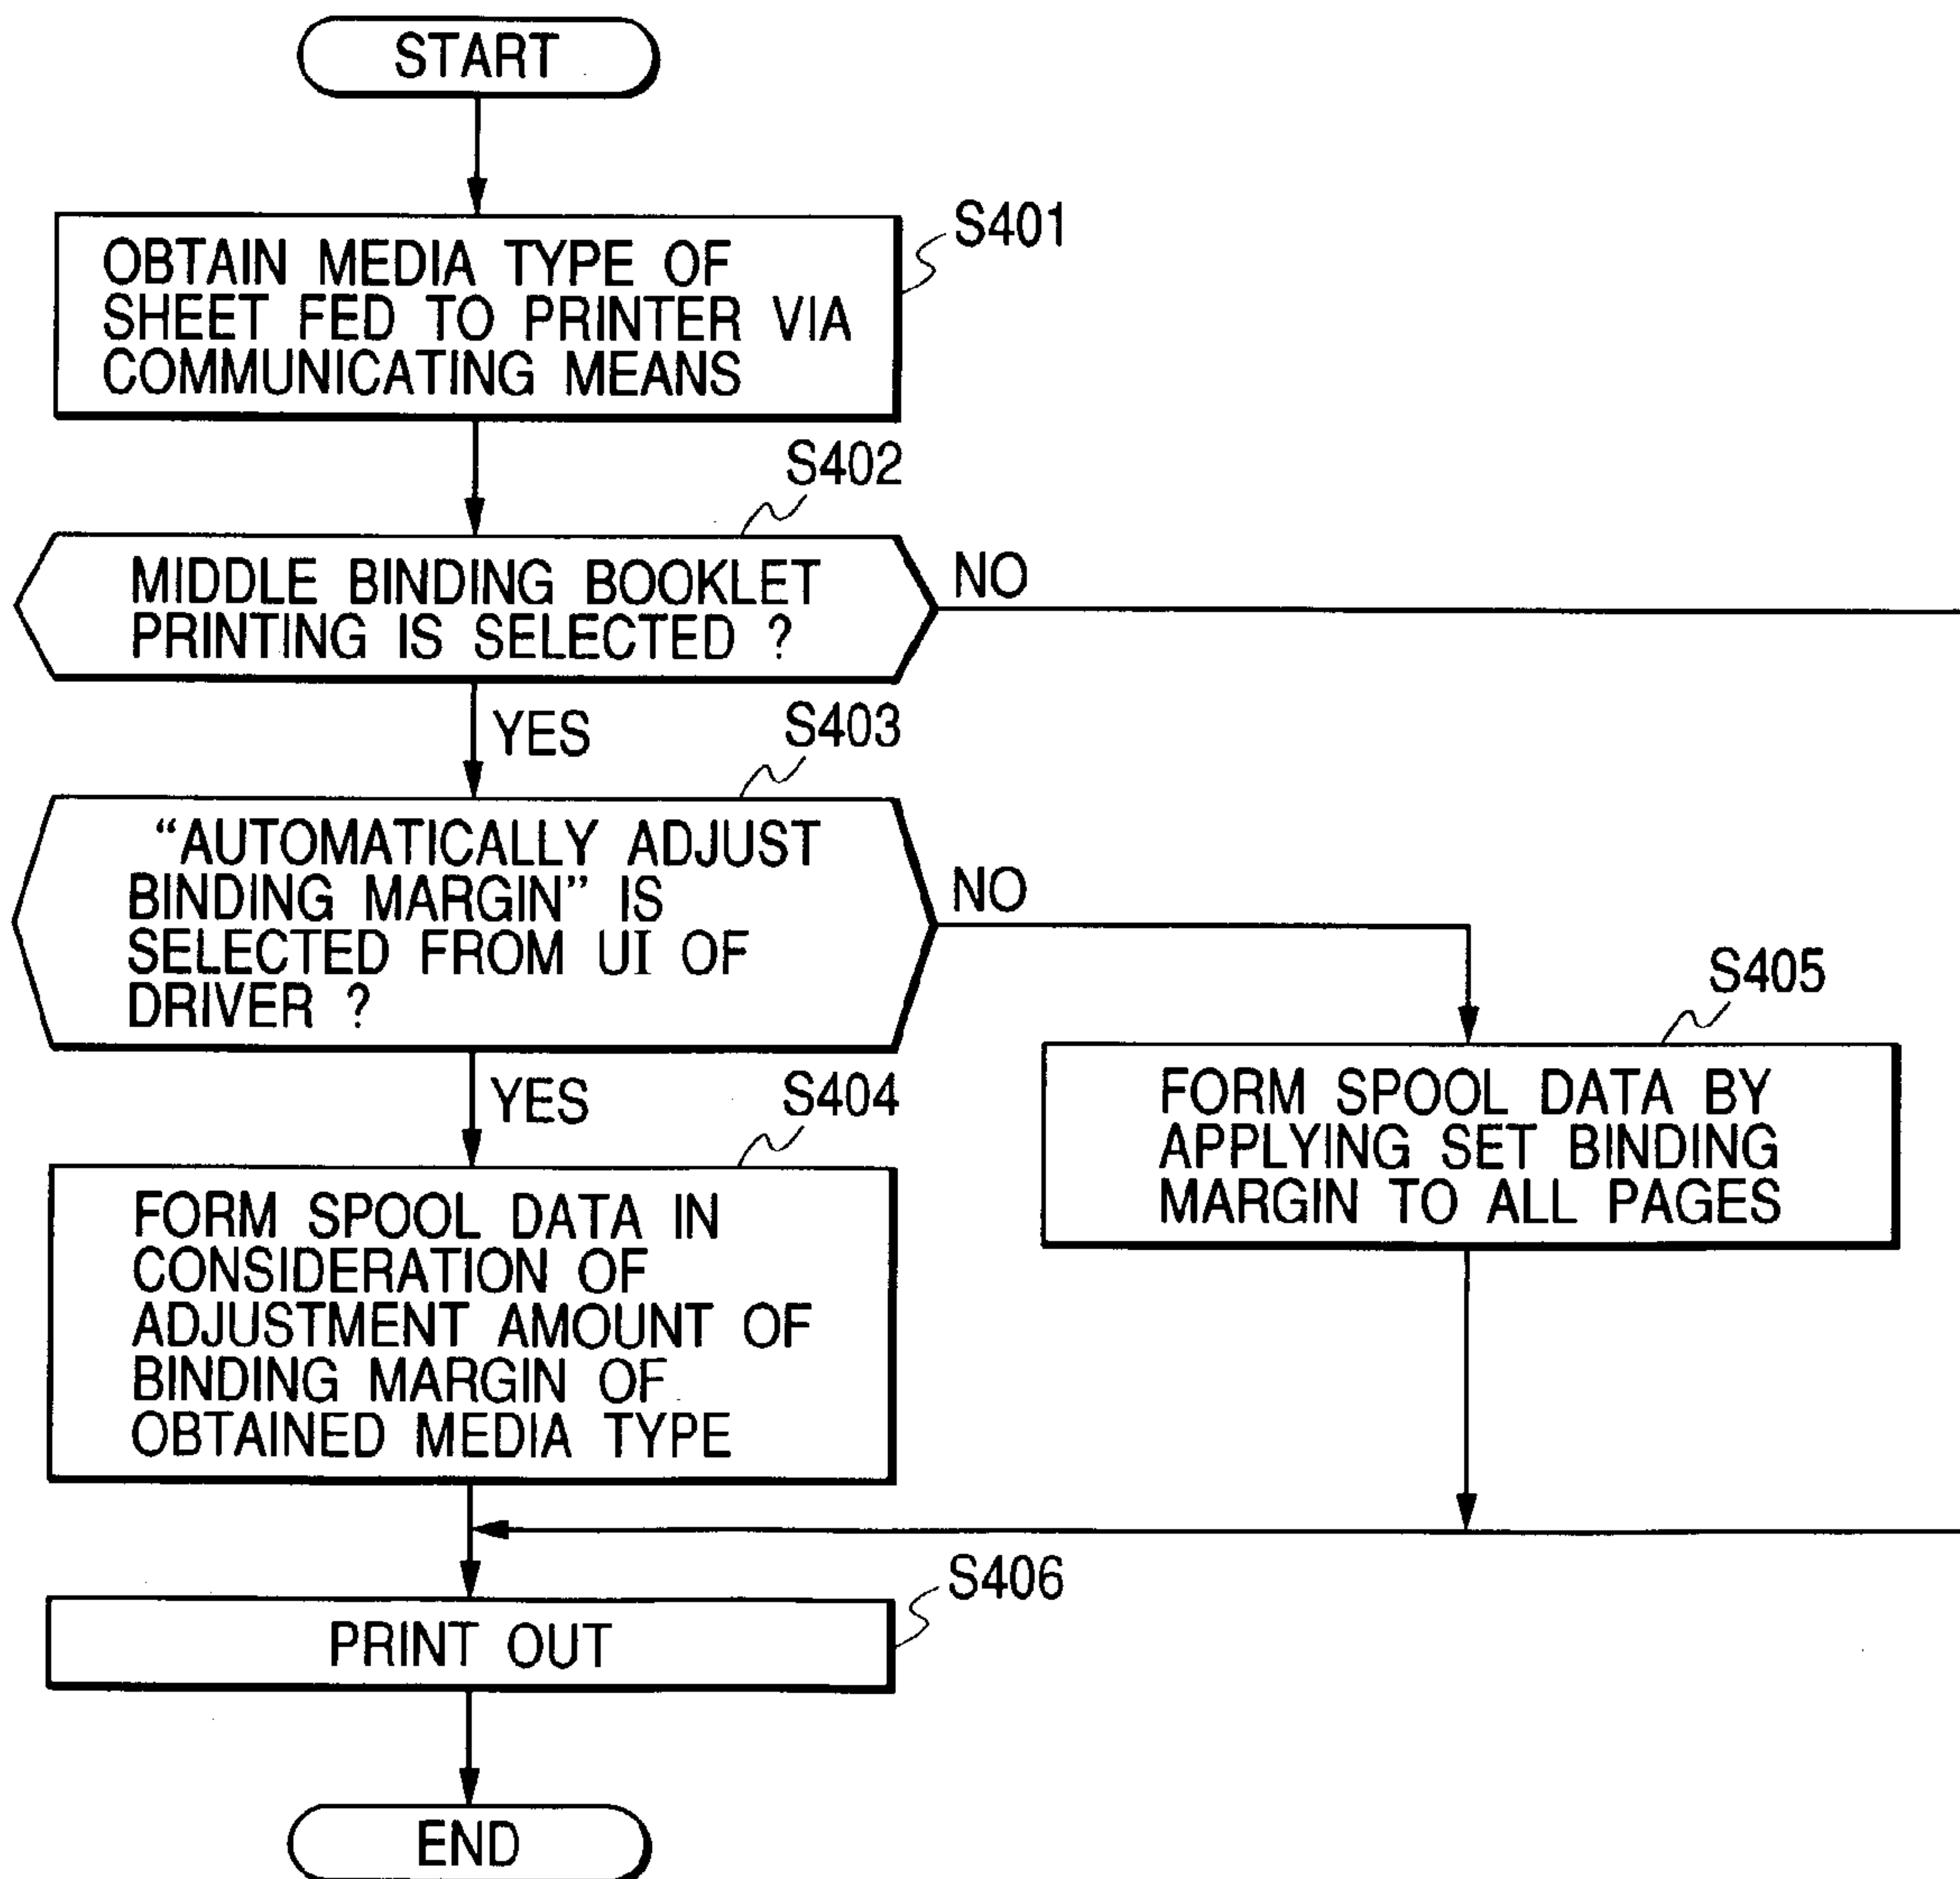 START
S401
OBTAIN MEDIA TYPE OF
SHEET FED TO PRINTER VIA
COMMUNICATING MEANS
S402
MIDDLE BINDING BOOKLET
PRINTING IS SELECTED ?
NO
YES
S403
“AUTOMATICALLY ADJUST
BINDING MARGIN” IS
SELECTED FROM UI OF
DRIVER ?
NO
YES
S404
FORM SPOOL DATA IN
CONSIDERATION OF
ADJUSTMENT AMOUNT OF
BINDING MARGIN OF
OBTAINED MEDIA TYPE
S405
FORM SPOOL DATA BY
APPLYING SET BINDING
MARGIN TO ALL PAGES
S406
PRINT OUT
END